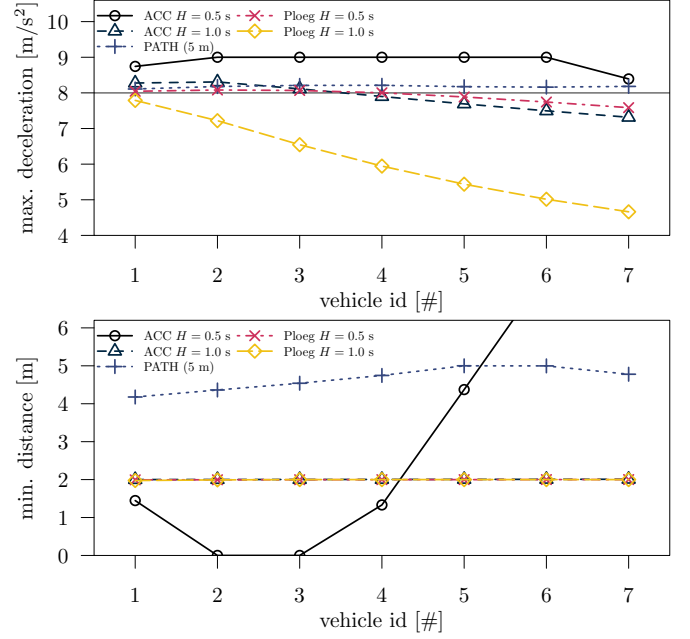 max. deceleration [m/s²]
10
9
8
7
6
5
4
ACC H = 0.5 s
ACC H = 1.0 s
PATH (5 m)
Ploeg H = 0.5 s
Ploeg H = 1.0 s
1 2 3 4 5 6 7
vehicle id [#]
min. distance [m]
6
5
4
3
2
1
0
ACC H = 0.5 s
ACC H = 1.0 s
PATH (5 m)
Ploeg H = 0.5 s
Ploeg H = 1.0 s
1 2 3 4 5 6 7
vehicle id [#]